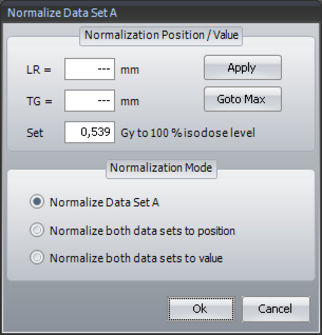 Normalize Data Set A
Normalization Position / Value
LR = --- mm Apply
TG = --- mm Goto Max
Set 0,539 Gy to 100 % isodose level
Normalization Mode
Normalize Data Set A
Normalize both data sets to position
Normalize both data sets to value
Ok Cancel